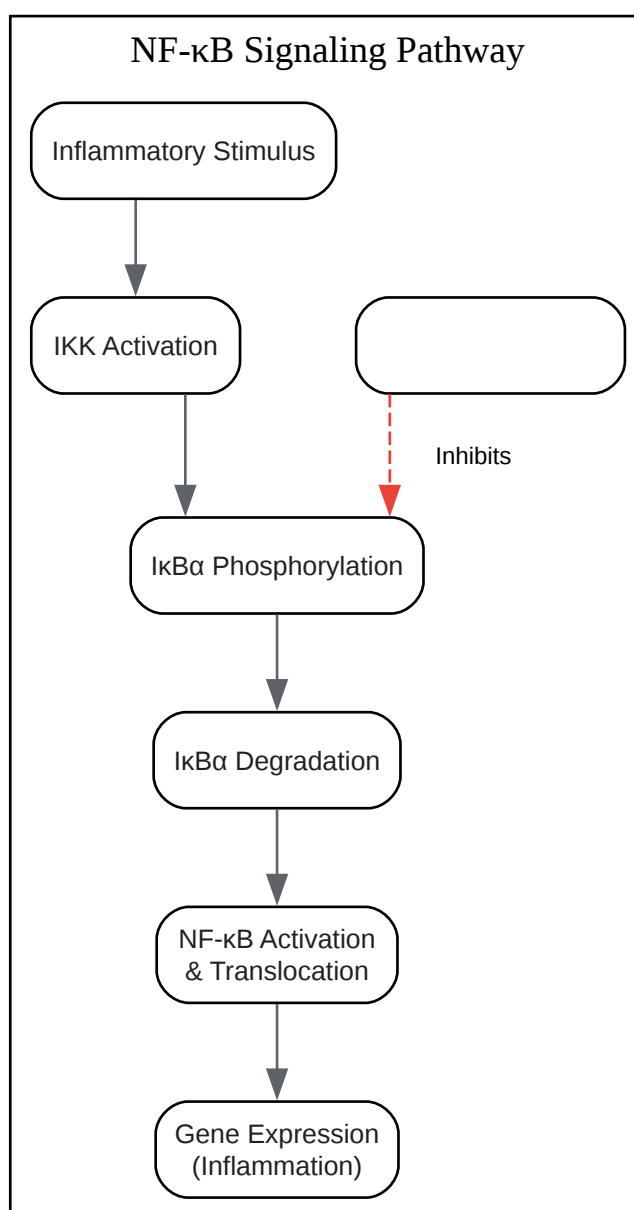 NF-κB Signaling Pathway
Inflammatory Stimulus
IKK Activation
Inhibits
IκBα Phosphorylation
IκBα Degradation
NF-κB Activation
& Translocation
Gene Expression
(Inflammation)